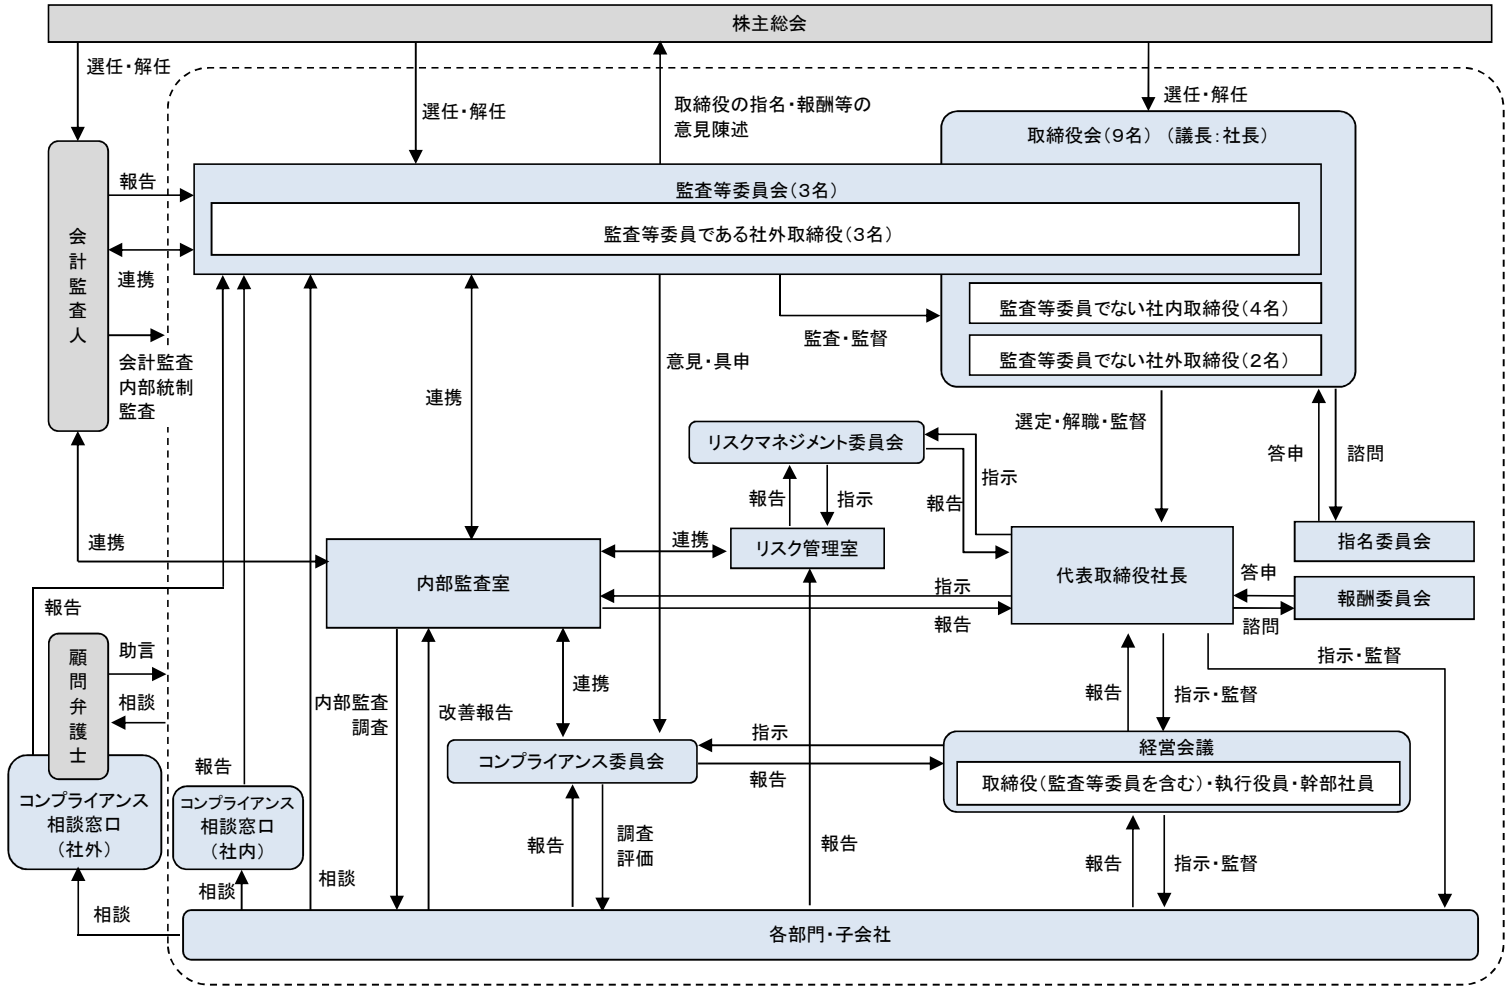 株主総会
選任・解任
選任・解任
取締役の指名・報酬等の
意見陳述
選任・解任
取締役会(9名) (議長:社長)
報告
監査等委員会(3名)
監査等委員である社外取締役(3名)
会計監査人
連携
監査等委員でない社内取締役(4名)
監査・監督
会計監査
内部統制
監査
意見・具申
監査等委員でない社外取締役(2名)
連携
選定・解職・監督
リスクマネジメント委員会
答申
諮問
指示
報告
報告
指示
連携
連携
リスク管理室
指名委員会
内部監査室
代表取締役社長
答申
報酬委員会
指示
報告
諮問
報告
顧問弁護士
助言
相談
指示・監督
連携
内部監査
調査
改善報告
報告
指示・監督
指示
コンプライアンス委員会
報告
経営会議
取締役(監査等委員を含む)・執行役員・幹部社員
報告
コンプライアンス
相談窓口
(社外)
コンプライアンス
相談窓口
(社内)
報告
調査
評価
報告
報告
指示・監督
相談
相談
相談
各部門・子会社